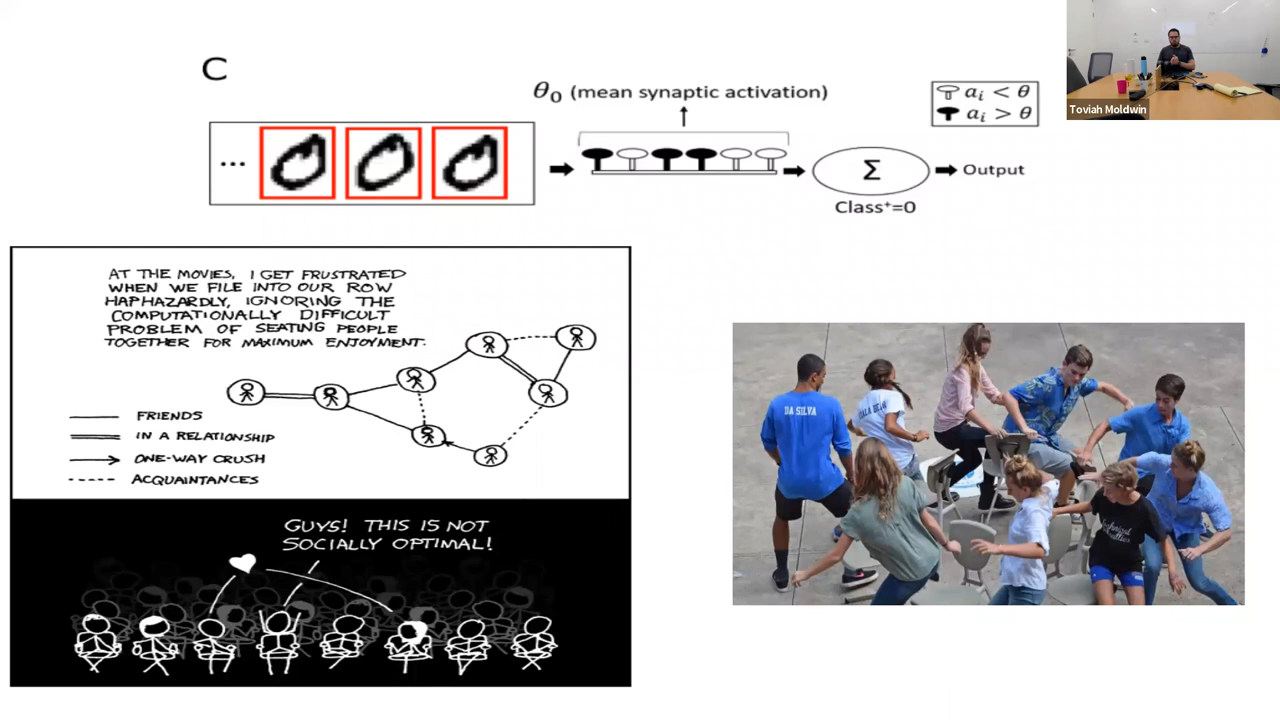 C
θ₀ (mean synaptic activation)
aᵢ < θ
aᵢ > θ
...
Σ
Output
Class⁺=0
Toviah Moldwin
AT THE MOVIES, I GET FRUSTRATED
WHEN WE FILE INTO OUR ROW
HAPHAZARDLY, IGNORING THE
COMPUTATIONALLY DIFFICULT
PROBLEM OF SEATING PEOPLE
TOGETHER FOR MAXIMUM ENJOYMENT.
FRIENDS
IN A RELATIONSHIP
ONE-WAY CRUSH
ACQUAINTANCES
GUYS! THIS IS NOT
SOCIALLY OPTIMAL!
DA SILVA